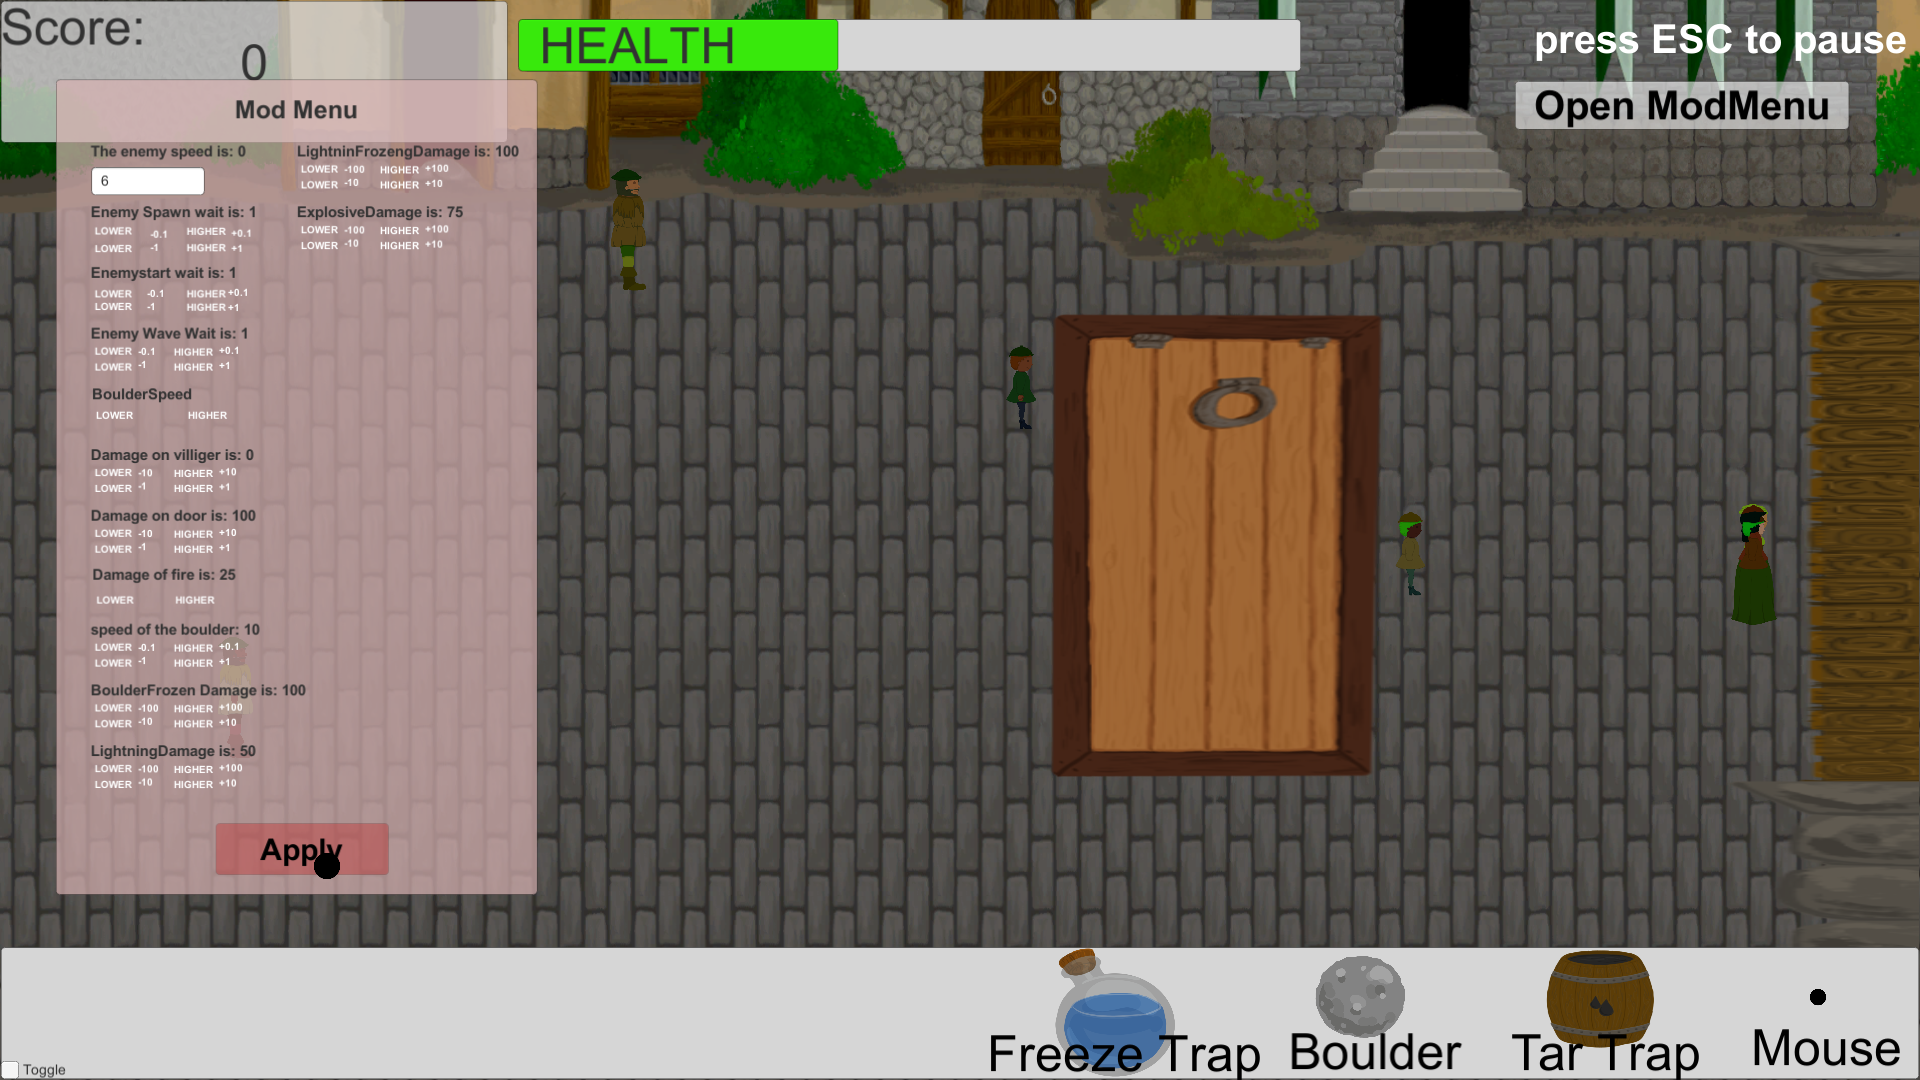 Score:
0
HEALTH
press ESC to pause
Open ModMenu
Mod Menu
The enemy speed is: 0
6
Enemy Spawn wait is: 1
LOWER -0.1 HIGHER +0.1
LOWER -1 HIGHER +1
Enemystart wait is: 1
LOWER -0.1 HIGHER +0.1
LOWER -1 HIGHER +1
Enemy Wave Wait is: 1
LOWER -0.1 HIGHER +0.1
LOWER -1 HIGHER +1
BoulderSpeed
LOWER HIGHER
Damage on villiger is: 0
LOWER -10 HIGHER +10
LOWER -1 HIGHER +1
Damage on door is: 100
LOWER -10 HIGHER +10
LOWER -1 HIGHER +1
Damage of fire is: 25
LOWER HIGHER
speed of the boulder: 10
LOWER -0.1 HIGHER +0.1
LOWER -1 HIGHER +1
BoulderFrozen Damage is: 100
LOWER -100 HIGHER +100
LOWER -10 HIGHER +10
LightningDamage is: 50
LOWER -100 HIGHER +100
LOWER -10 HIGHER +10
LightninFrozengDamage is: 100
LOWER -100 HIGHER +100
LOWER -10 HIGHER +10
ExplosiveDamage is: 75
LOWER -100 HIGHER +100
LOWER -10 HIGHER +10
Apply
Freeze Trap
Boulder
Tar Trap
Mouse
Toggle